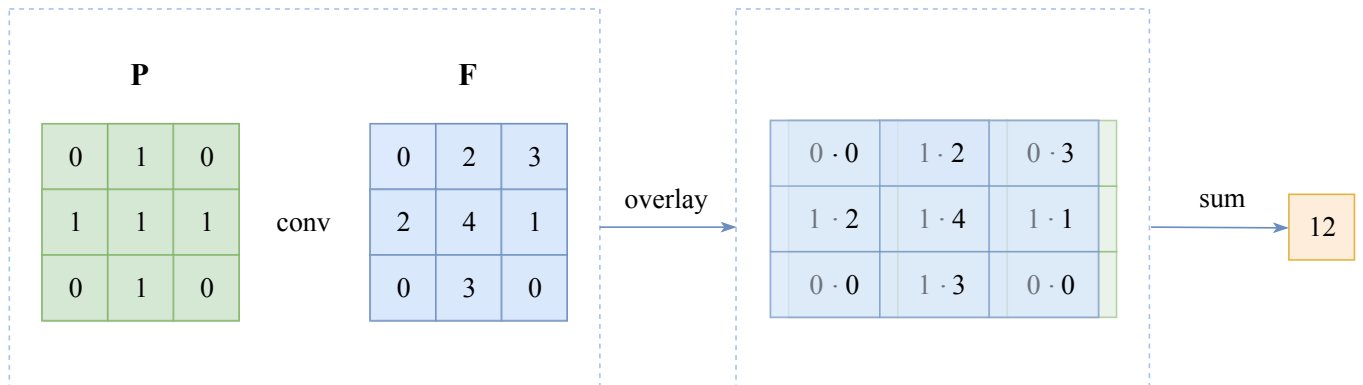 P F
0 1 0 0 2 3
1 1 1 conv 2 4 1
0 1 0 0 3 0
overlay
0 · 0 1 · 2 0 · 3
1 · 2 1 · 4 1 · 1
0 · 0 1 · 3 0 · 0
sum
12